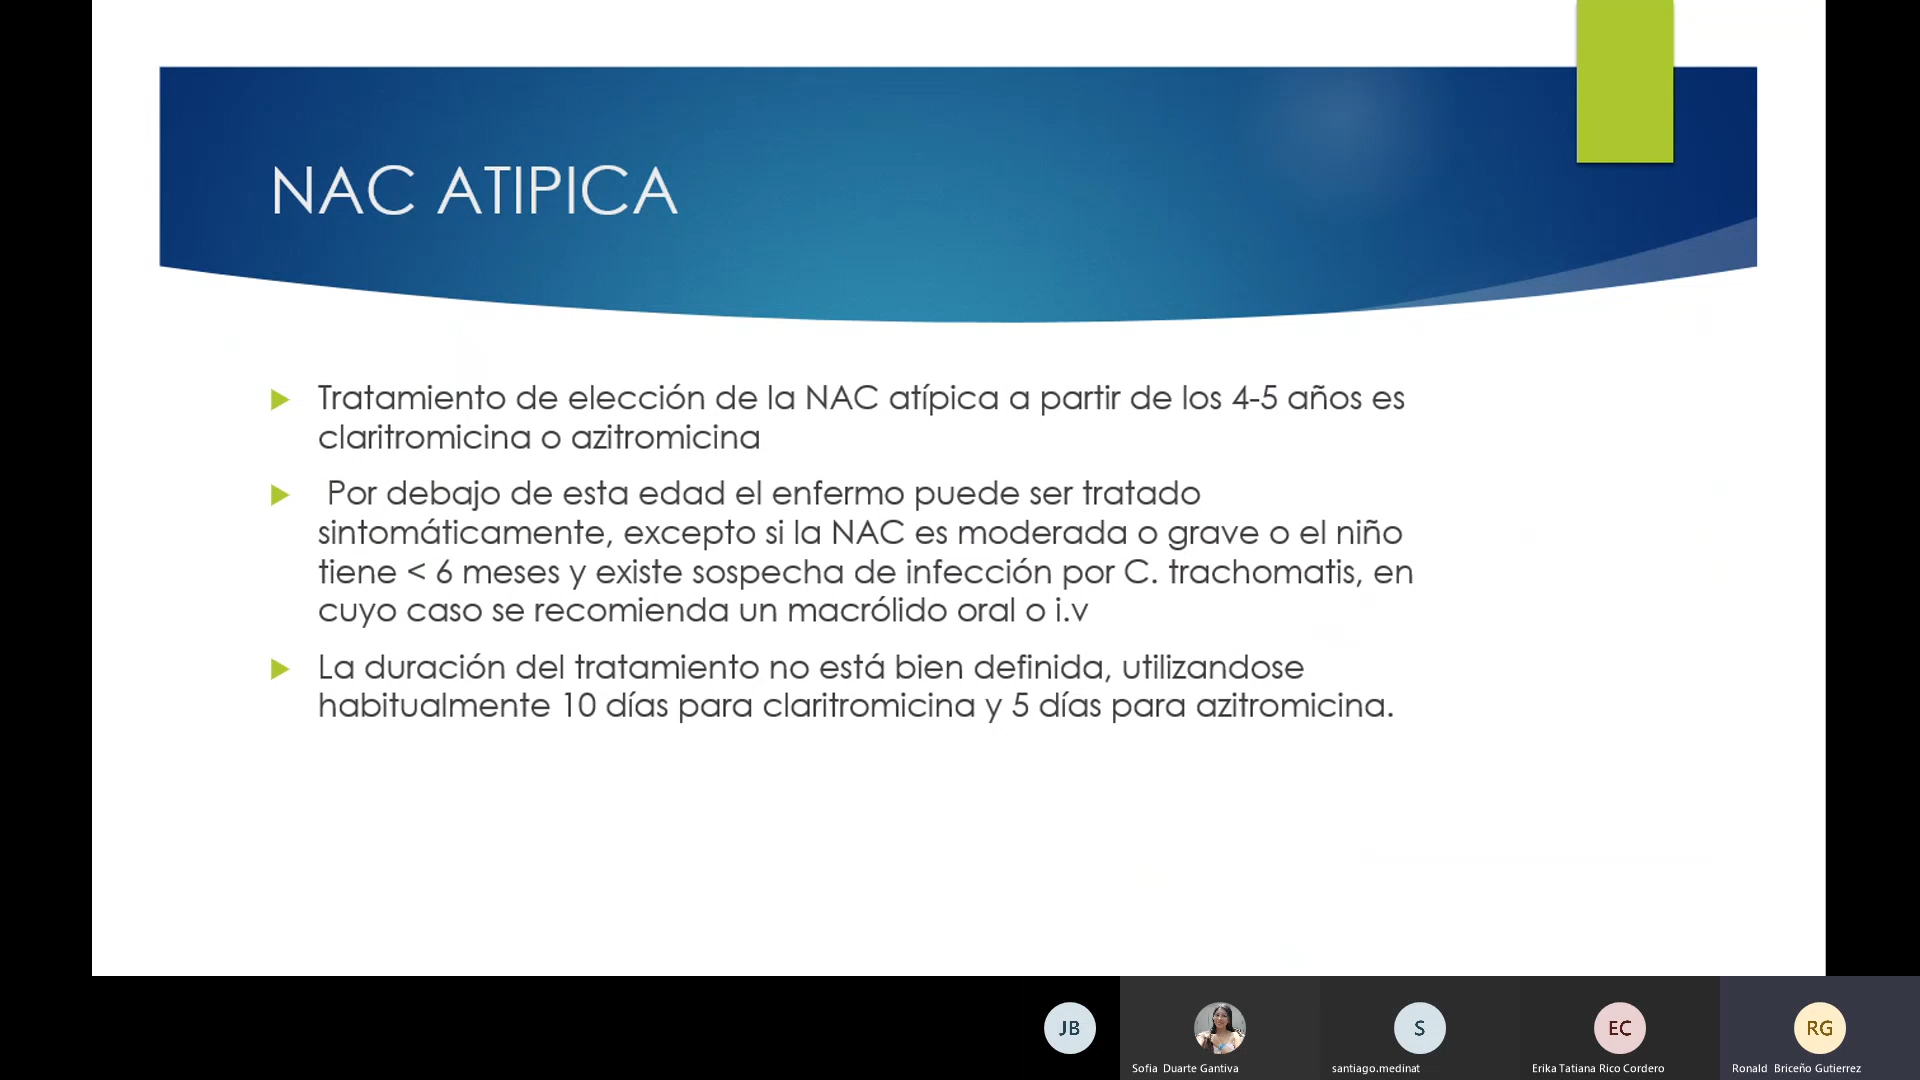 NAC ATIPICA
Tratamiento de elección de la NAC atípica a partir de los 4-5 años es
claritromicina o azitromicina
Por debajo de esta edad el enfermo puede ser tratado
sintomáticamente, excepto si la NAC es moderada o grave o el niño
tiene < 6 meses y existe sospecha de infección por C. trachomatis, en
cuyo caso se recomienda un macrólido oral o i.v
La duración del tratamiento no está bien definida, utilizandose
habitualmente 10 días para claritromicina y 5 días para azitromicina.
JB
S
EC
RG
Sofia Duarte Gantiva
santiago.medinat
Erika Tatiana Rico Cordero
Ronald Briceño Gutierrez